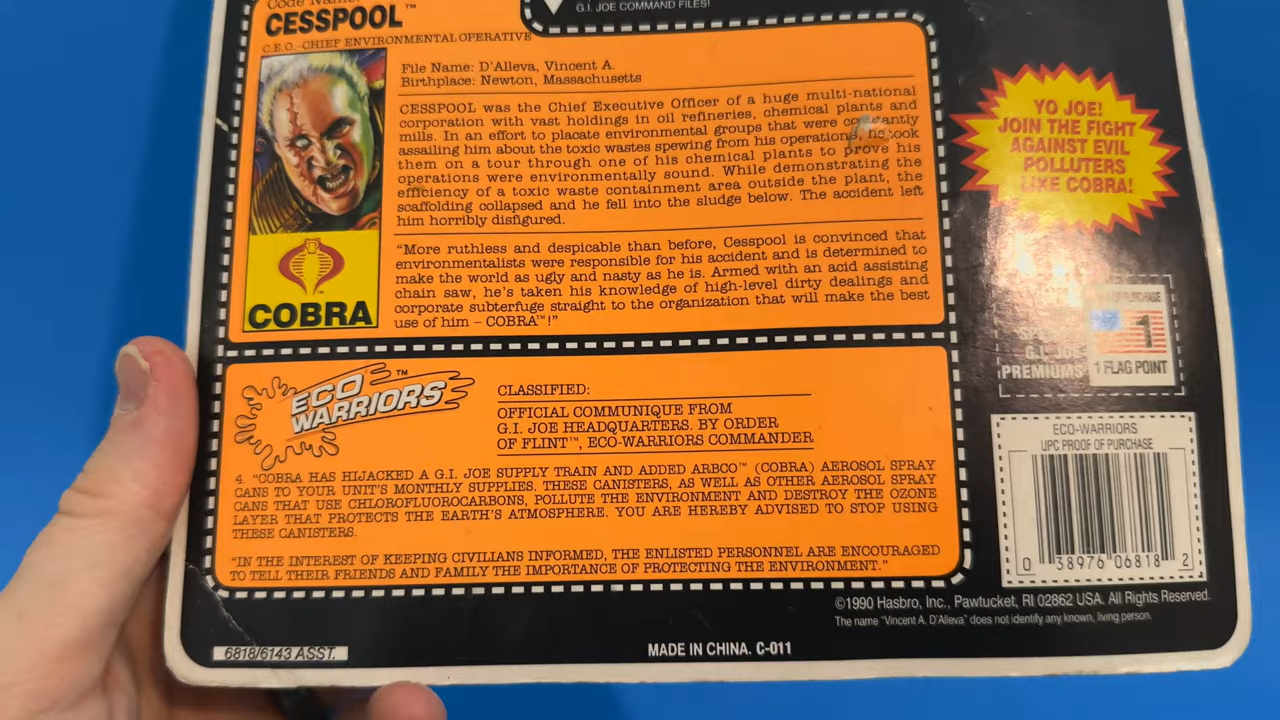 Code Name:
CESSPOOL™
C.E.O.-CHIEF ENVIRONMENTAL OPERATIVE
G.I. JOE COMMAND FILES!
File Name: D'Alleva, Vincent A.
Birthplace: Newton, Massachusetts
CESSPOOL was the Chief Executive Officer of a huge multi-national
corporation with vast holdings in oil refineries, chemical plants and
mills. In an effort to placate environmental groups that were constantly
assailing him about the toxic wastes spewing from his operations, he took
them on a tour through one of his chemical plants to prove his
operations were environmentally sound. While demonstrating the
efficiency of a toxic waste containment area outside the plant, the
scaffolding collapsed and he fell into the sludge below. The accident left
him horribly disfigured.
"More ruthless and despicable than before, Cesspool is convinced that
environmentalists were responsible for his accident and is determined to
make the world as ugly and nasty as he is. Armed with an acid assisting
chain saw, he's taken his knowledge of high-level dirty dealings and
corporate subterfuge straight to the organization that will make the best
use of him – COBRA™!"
COBRA
YO JOE!
JOIN THE FIGHT
AGAINST EVIL
POLLUTERS
LIKE COBRA!
G.I. JOE
PREMIUMS
1
1 FLAG POINT
ECO WARRIORS™
CLASSIFIED:
OFFICIAL COMMUNIQUE FROM
G.I. JOE HEADQUARTERS. BY ORDER
OF FLINT™, ECO-WARRIORS COMMANDER
4. "COBRA HAS HIJACKED A G.I. JOE SUPPLY TRAIN AND ADDED ARBCO™ (COBRA) AEROSOL SPRAY
CANS TO YOUR UNIT'S MONTHLY SUPPLIES. THESE CANISTERS, AS WELL AS OTHER AEROSOL SPRAY
CANS THAT USE CHLOROFLUOROCARBONS, POLLUTE THE ENVIRONMENT AND DESTROY THE OZONE
LAYER THAT PROTECTS THE EARTH'S ATMOSPHERE. YOU ARE HEREBY ADVISED TO STOP USING
THESE CANISTERS.
"IN THE INTEREST OF KEEPING CIVILIANS INFORMED, THE ENLISTED PERSONNEL ARE ENCOURAGED
TO TELL THEIR FRIENDS AND FAMILY THE IMPORTANCE OF PROTECTING THE ENVIRONMENT."
ECO-WARRIORS
UPC PROOF OF PURCHASE
0 38976 06818 2
©1990 Hasbro, Inc., Pawtucket, RI 02862 USA. All Rights Reserved.
The name "Vincent A. D'Alleva" does not identify any known, living person.
6818/6143 ASST.
MADE IN CHINA. C-011